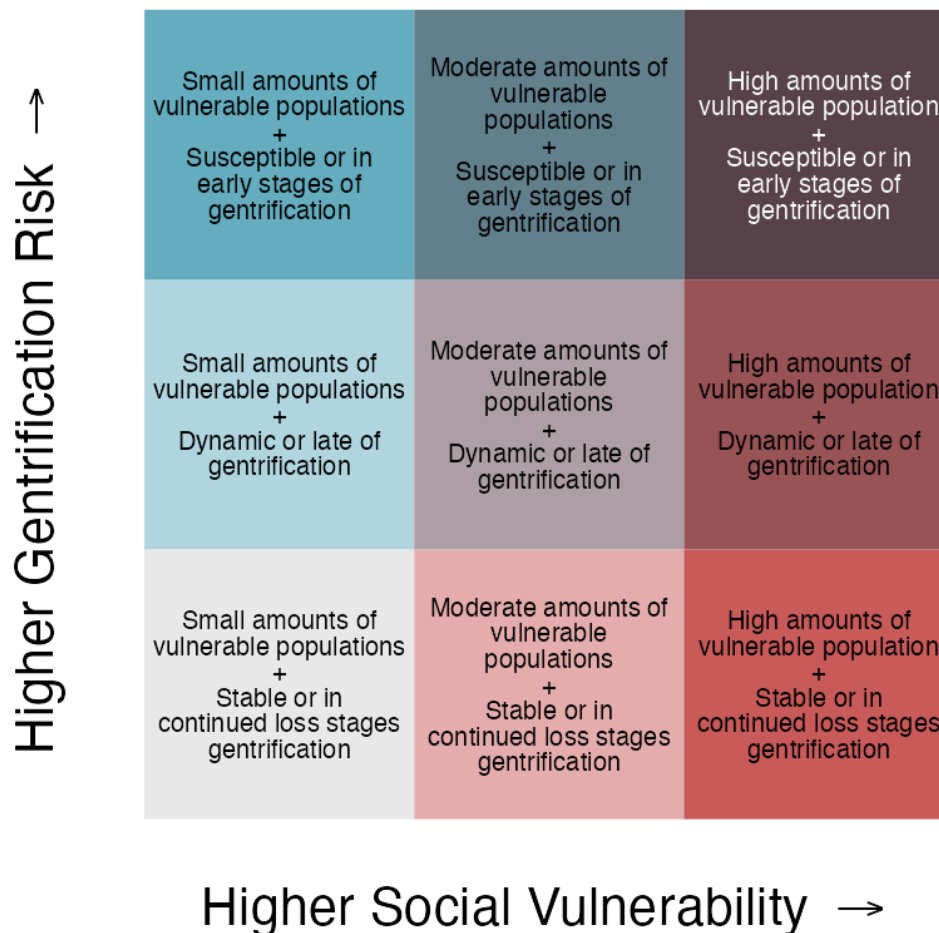 Higher Gentrification Risk →
Small amounts of
vulnerable populations
+
Susceptible or in
early stages of
gentrification
Moderate amounts of
vulnerable
populations
+
Susceptible or in
early stages of
gentrification
High amounts of
vulnerable population
+
Susceptible or in
early stages of
gentrification
Small amounts of
vulnerable populations
+
Dynamic or late of
gentrification
Moderate amounts of
vulnerable
populations
+
Dynamic or late of
gentrification
High amounts of
vulnerable population
+
Dynamic or late of
gentrification
Small amounts of
vulnerable populations
+
Stable or in
continued loss stages
gentrification
Moderate amounts of
vulnerable
populations
+
Stable or in
continued loss stages
gentrification
High amounts of
vulnerable population
+
Stable or in
continued loss stages
gentrification
Higher Social Vulnerability →